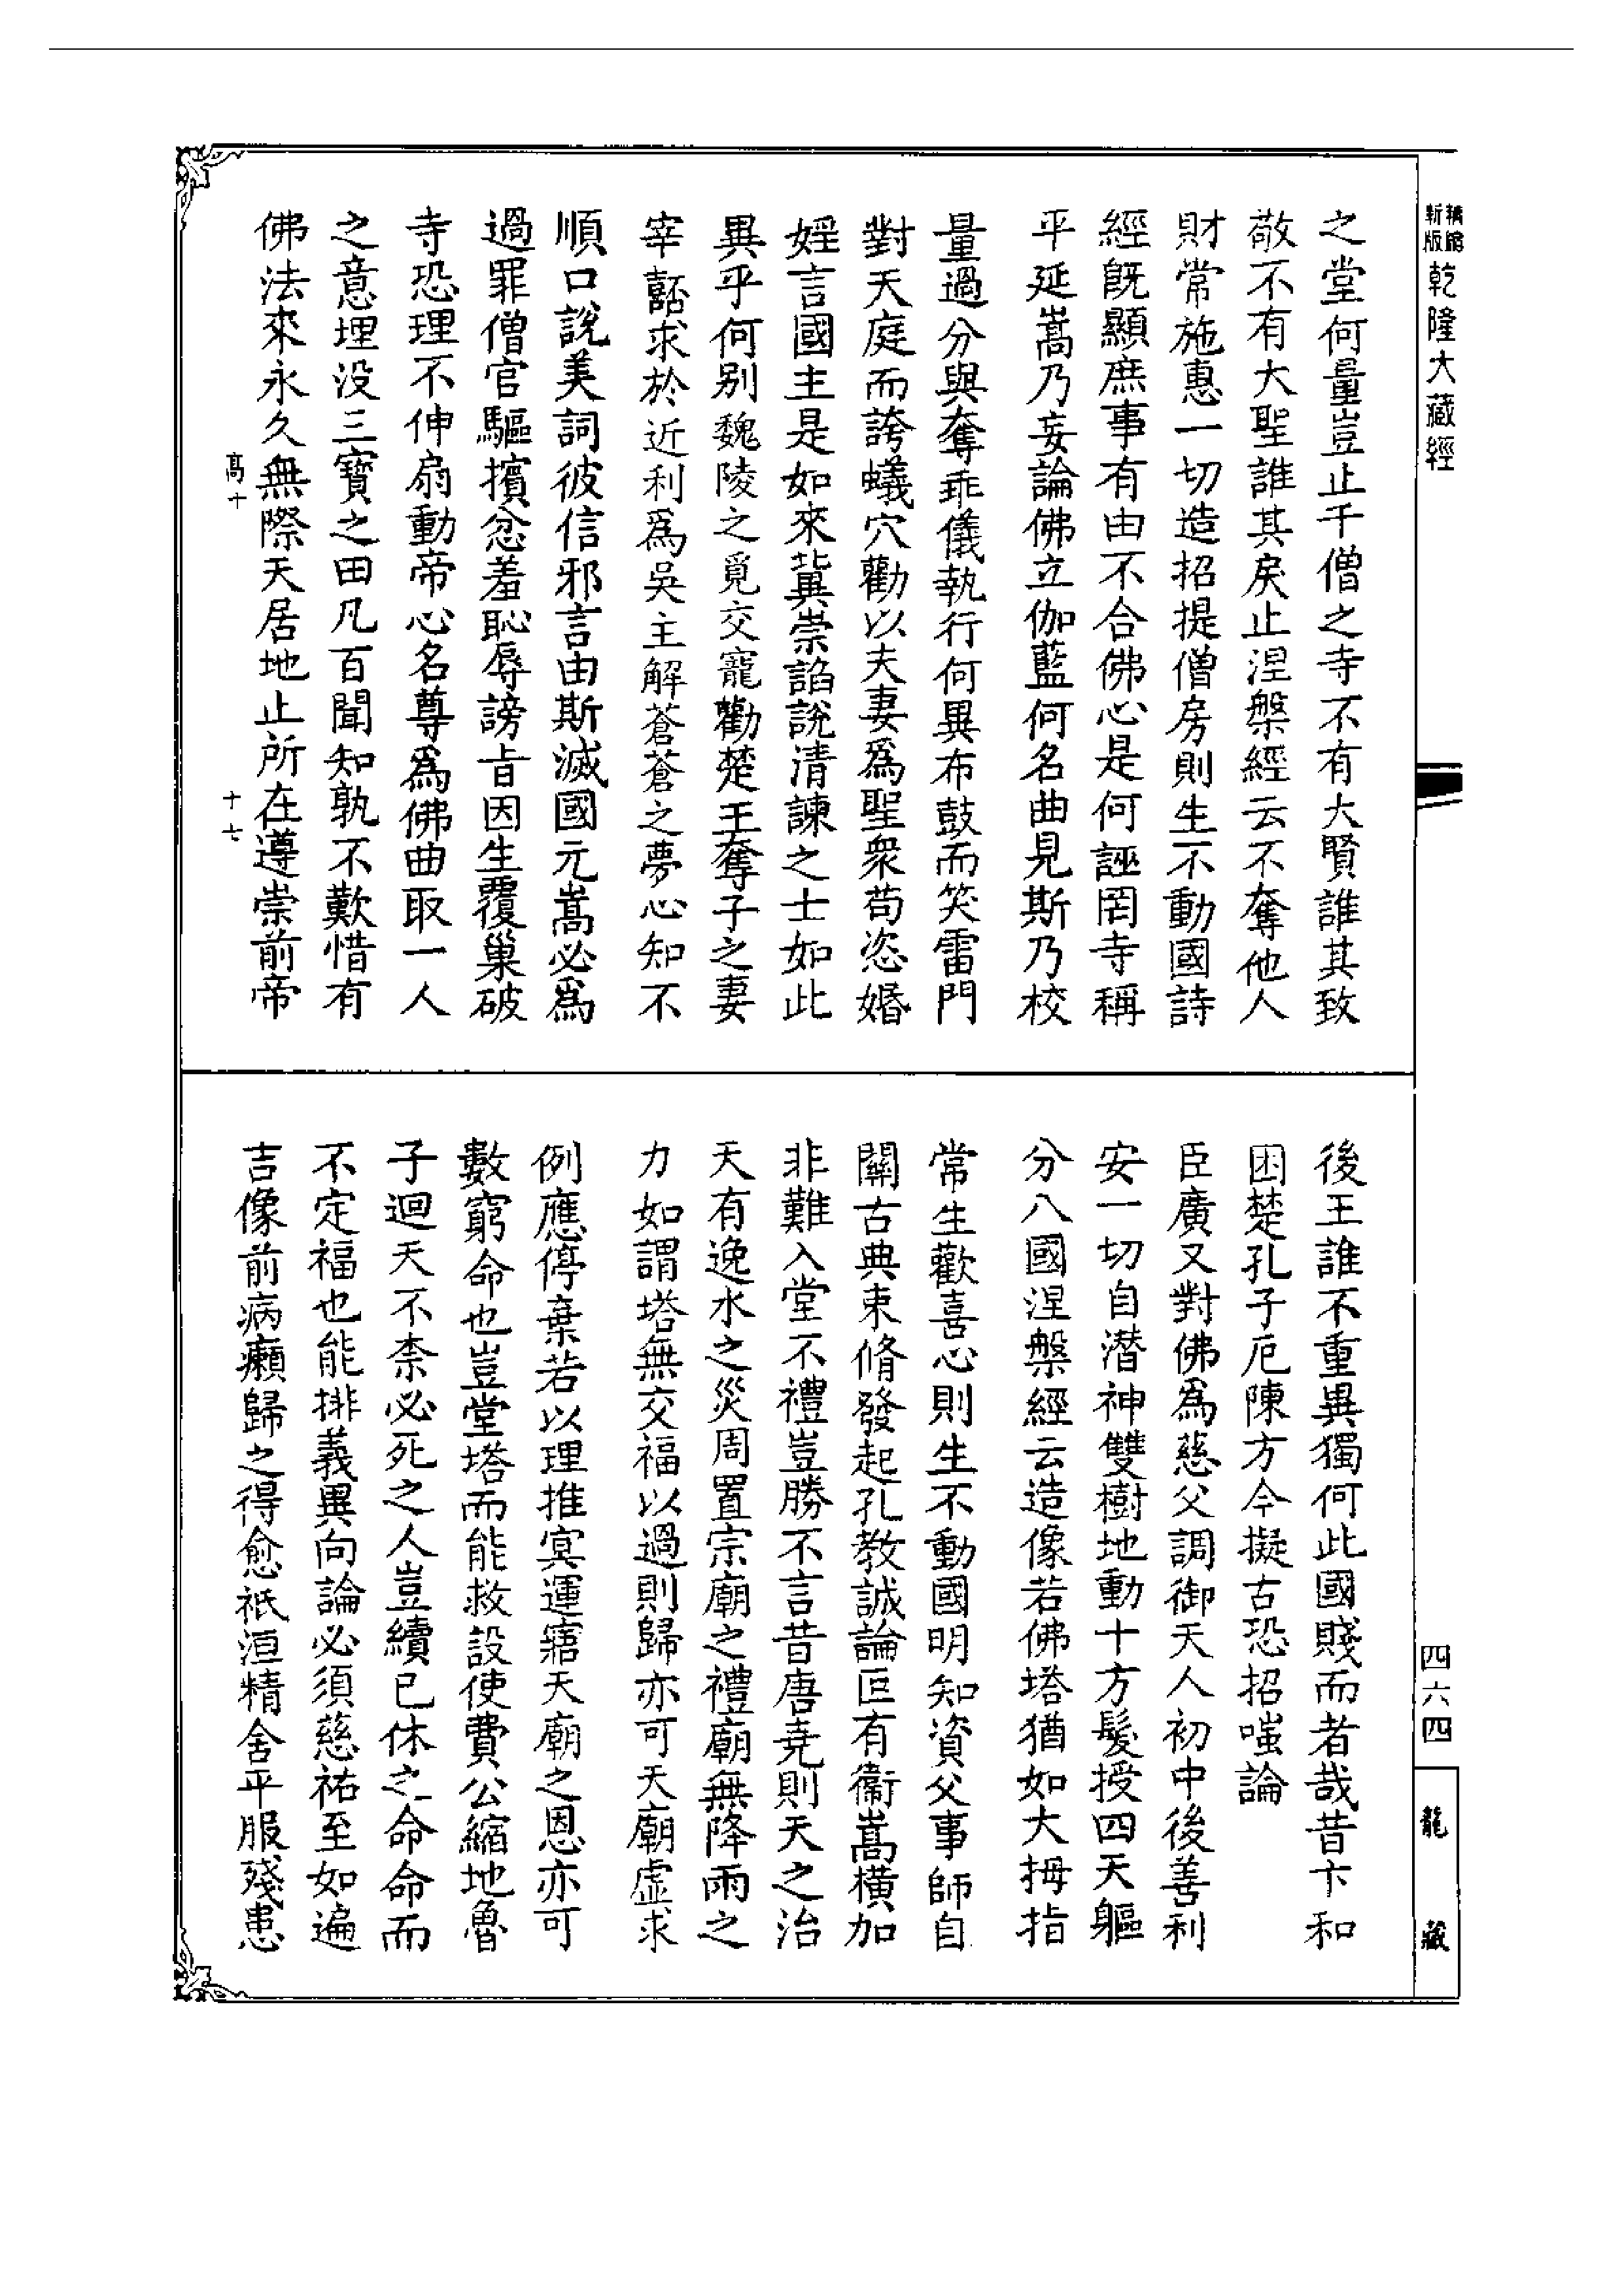 新版
精縮
乾隆大藏經
之堂何量豈止千僧之寺不有大賢誰其致
敬不有大聖誰其戾止涅槃經云不奪他人
財常施惠一切造招提僧房則生不動國詩
經旣顯庶事有由不合佛心是何誣罔寺稱
平延嵩乃妄論佛立伽藍何名曲見斯乃校
量過分與奪乖儀執行何異布鼓而笑雷門
對天庭而誇蟻穴勸以夫妻爲聖衆苟恣婚
婬言國主是如來冀崇諂說清諫之士如此
異乎何別魏陵之覓交寵勸楚王奪子之妻
宰嚭求於近利爲吳主解蒼蒼之夢心知不
順口說美詞彼信邪言由斯滅國元嵩必爲
過罪僧官驅擯忿羞恥辱謗旨因生覆巢破
寺恐理不伸扇動帝心名尊爲佛曲取一人
之意埋沒三寶之田凡百聞知孰不歎惜有
佛法來永久無際天居地止所在遵崇前帝
高十
十七
後王誰不重異獨何此國賤而者哉昔卞和
困楚孔子厄陳方今擬古恐招嗤論
臣廣又對佛爲慈父調御天人初中後善利
安一切自潛神雙樹地動十方髮授四天軀
分八國涅槃經云造像若佛塔猶如大拇指
常生歡喜心則生不動國明知資父事師自
關古典束脩發起孔教誠論叵有衞嵩橫加
非難入堂不禮豈勝不言昔唐堯則天之治
天有逸水之災周置宗廟之禮廟無降雨之
力如謂塔無交福以過則歸亦可天廟虛求
例應停棄若以理推冥運寤天廟之恩亦可
數窮命也豈堂塔而能救設使費公縮地魯
子迴天不柰必死之人豈續已休之命命而
不定福也能排義異向論必須慈祐至如遍
吉像前病癩歸之得愈祇洹精舍平服殘患
四六四
龍藏